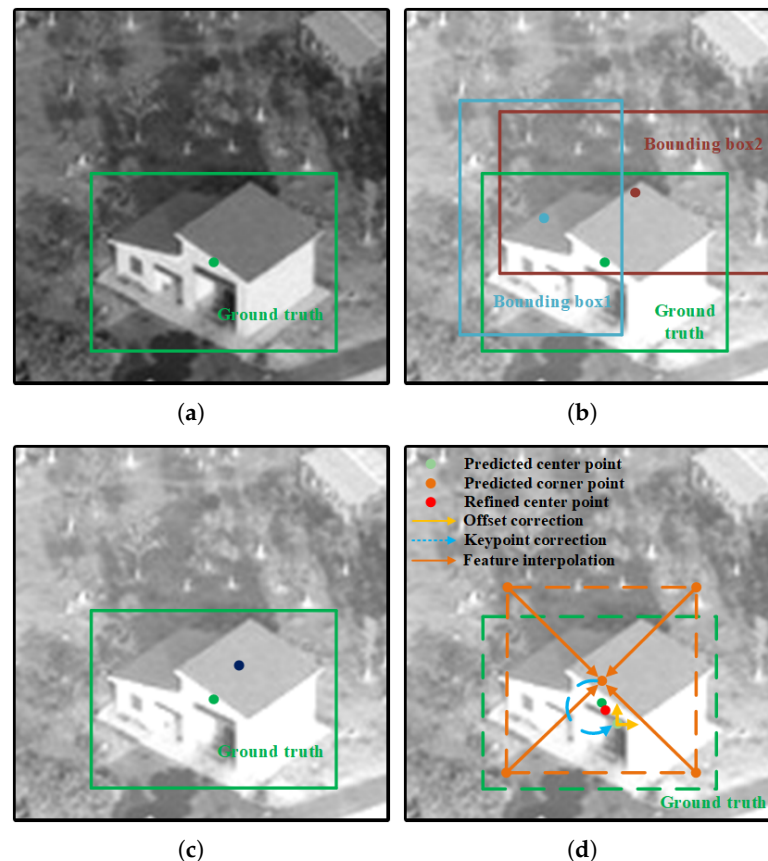 Ground truth
(a)
Bounding box2
Bounding box1
Ground
truth
(b)
Ground truth
(c)
Predicted center point
Predicted corner point
Refined center point
Offset correction
Keypoint correction
Feature interpolation
Ground truth
(d)